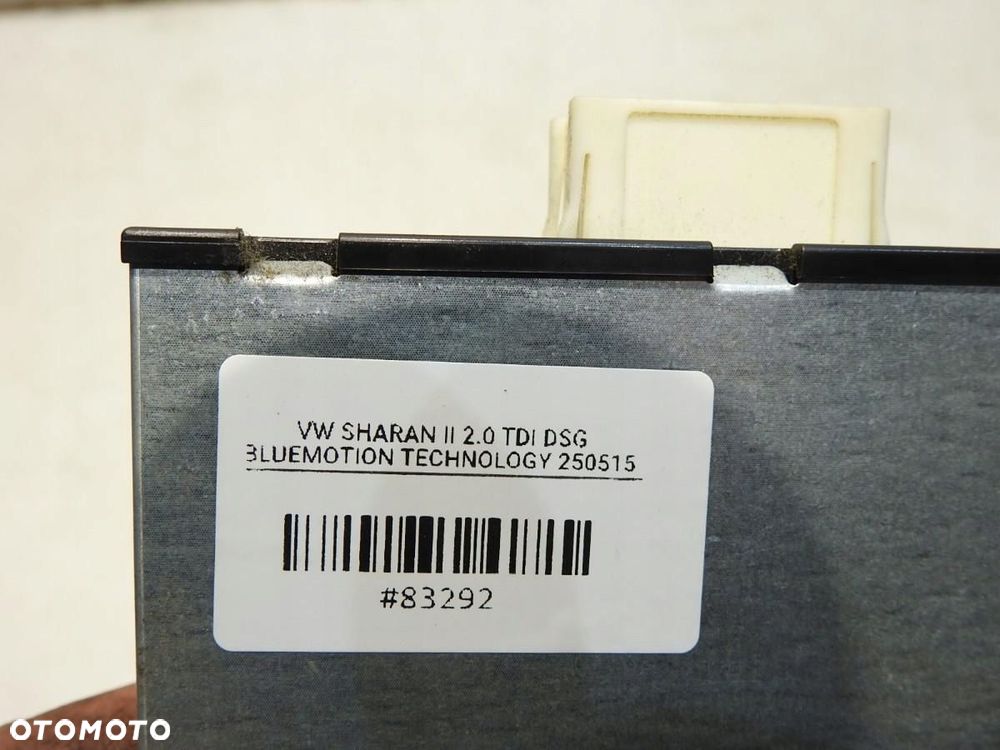 VW SHARAN II 2.0 TDI DSG
BLUEMOTION TECHNOLOGY 250515
#83292
OTOMOTO